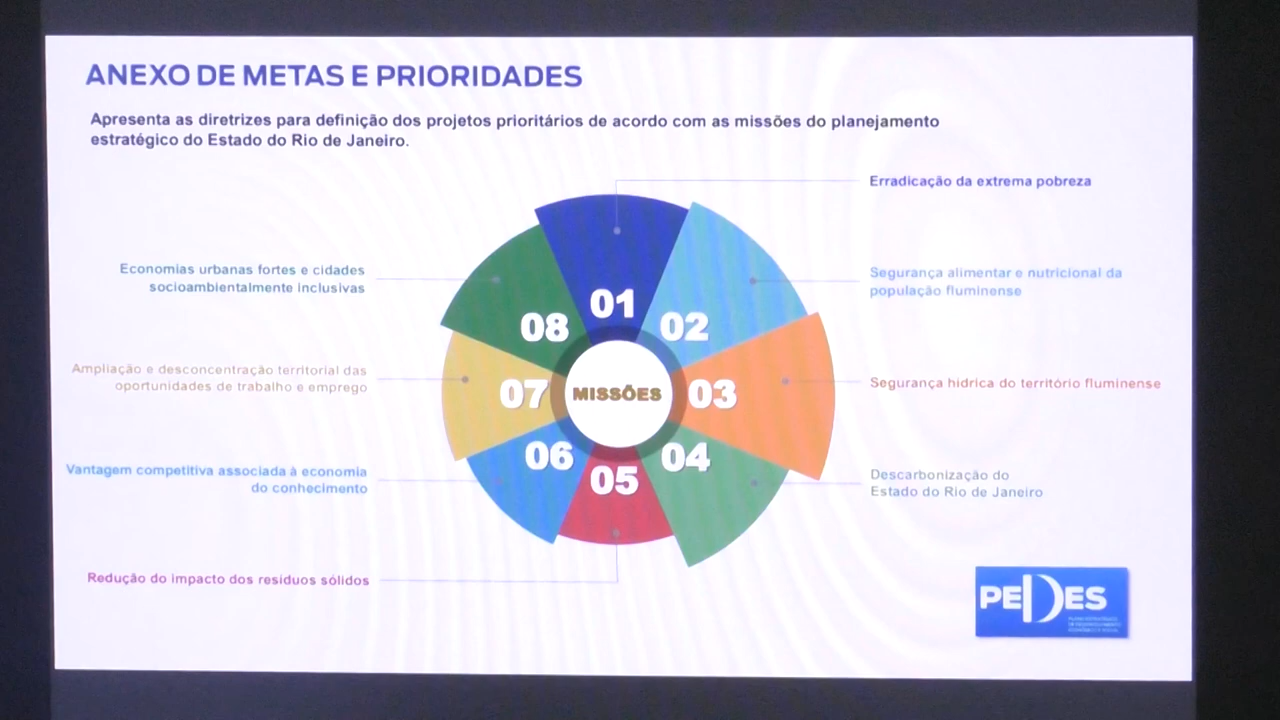 ANEXO DE METAS E PRIORIDADES
Apresenta as diretrizes para definição dos projetos prioritários de acordo com as missões do planejamento
estratégico do Estado do Rio de Janeiro.
Erradicação da extrema pobreza
Segurança alimentar e nutricional da
população fluminense
Segurança hídrica do território fluminense
Descarbonização do
Estado do Rio de Janeiro
Redução do impacto dos resíduos sólidos
Vantagem competitiva associada à economia
do conhecimento
Ampliação e desconcentração territorial das
oportunidades de trabalho e emprego
Economias urbanas fortes e cidades
socioambientalmente inclusivas
01
02
03
04
05
06
07
08
MISSÕES
PEDES